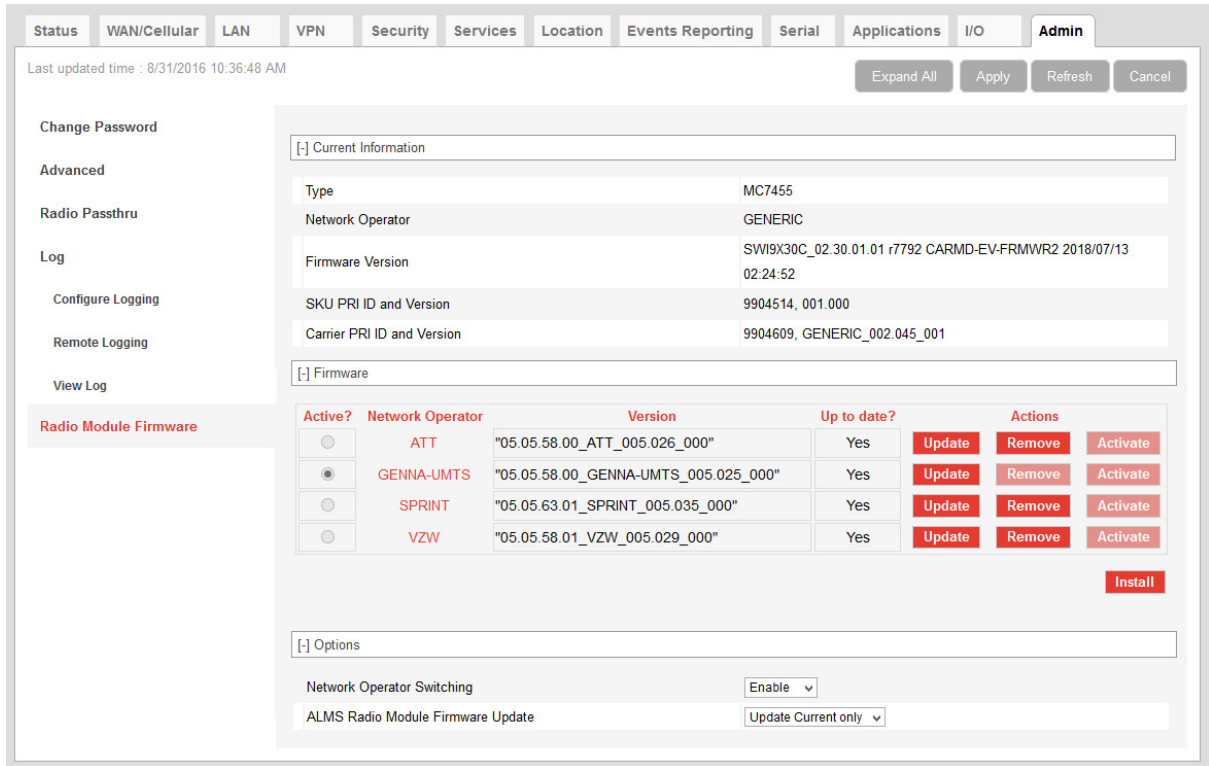 Status WAN/Cellular LAN VPN Security Services Location Events Reporting Serial Applications I/O Admin
Last updated time : 8/31/2016 10:36:48 AM
Expand All Apply Refresh Cancel
Change Password
Advanced
Radio Passthru
Log
Configure Logging
Remote Logging
View Log
Radio Module Firmware
[-] Current Information
Type MC7455
Network Operator GENERIC
Firmware Version SWI9X30C_02.30.01.01 r7792 CARMD-EV-FRMWR2 2018/07/13
02:24:52
SKU PRI ID and Version 9904514, 001.000
Carrier PRI ID and Version 9904609, GENERIC_002.045_001
[-] Firmware
Active? Network Operator Version Up to date? Actions
ATT "05.05.58.00_ATT_005.026_000" Yes Update Remove Activate
GENNA-UMTS "05.05.58.00_GENNA-UMTS_005.025_000" Yes Update Remove Activate
SPRINT "05.05.63.01_SPRINT_005.035_000" Yes Update Remove Activate
VZW "05.05.58.01_VZW_005.029_000" Yes Update Remove Activate
Install
[-] Options
Network Operator Switching Enable
ALMS Radio Module Firmware Update Update Current only